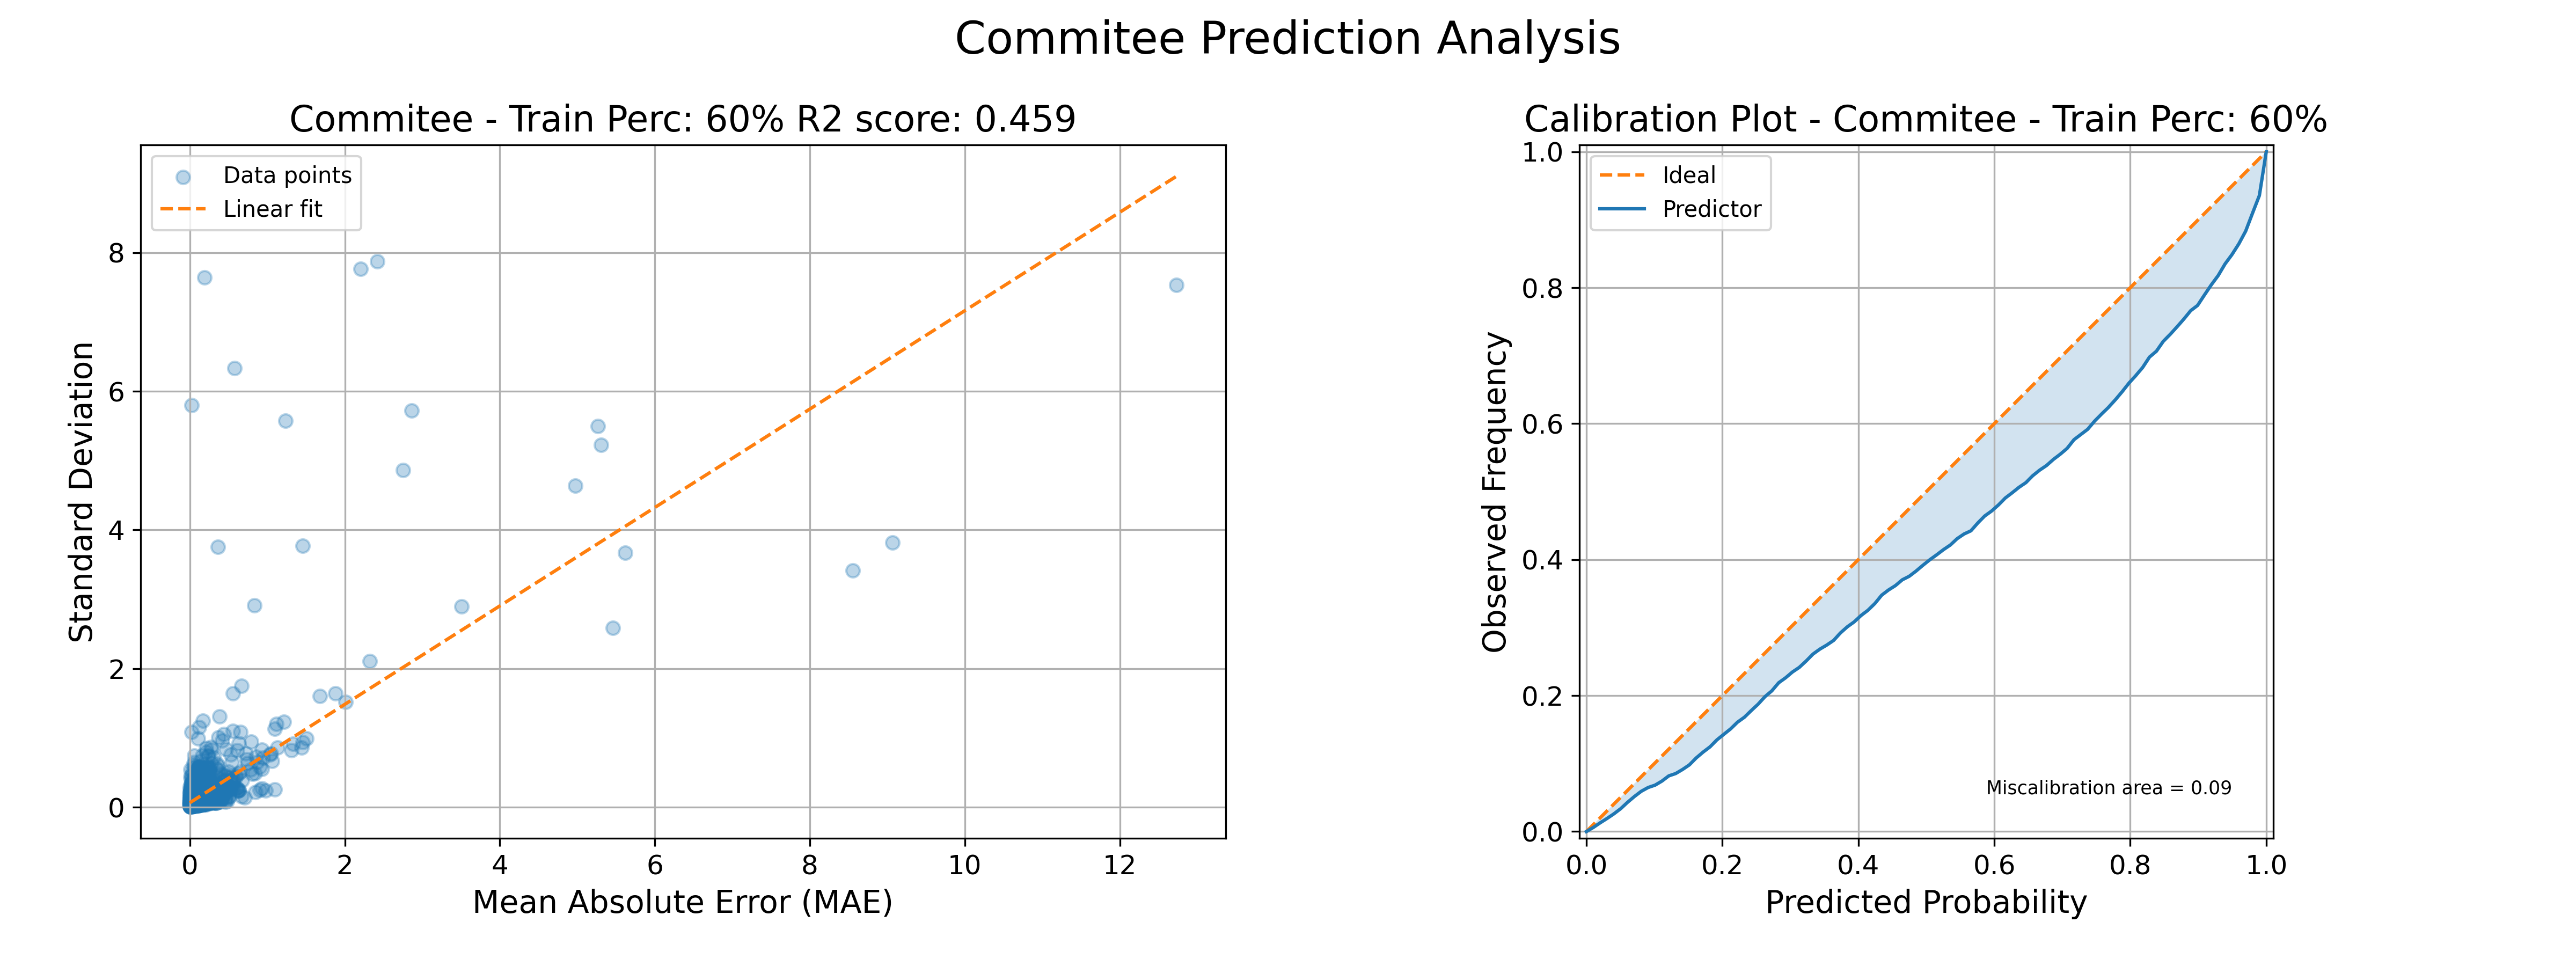 Commitee Prediction Analysis
Commitee - Train Perc: 60% R2 score: 0.459
Data points
Linear fit
8
6
4
2
0
0 2 4 6 8 10 12
Standard Deviation
Mean Absolute Error (MAE)
Calibration Plot - Commitee - Train Perc: 60%
Ideal
Predictor
1.0
0.8
0.6
0.4
0.2
0.0
0.0 0.2 0.4 0.6 0.8 1.0
Observed Frequency
Miscalibration area = 0.09
Predicted Probability